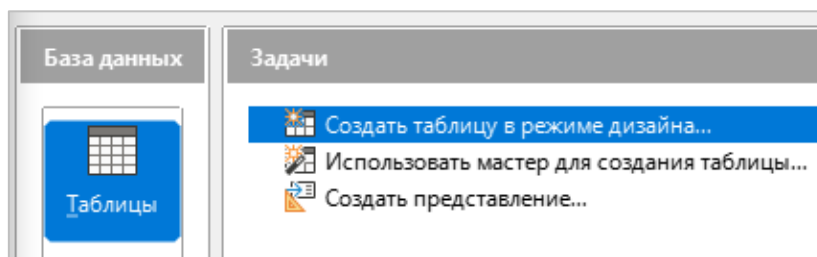 База данных
Задачи
Создать таблицу в режиме дизайна...
Использовать мастер для создания таблицы...
Создать представление...
Таблицы